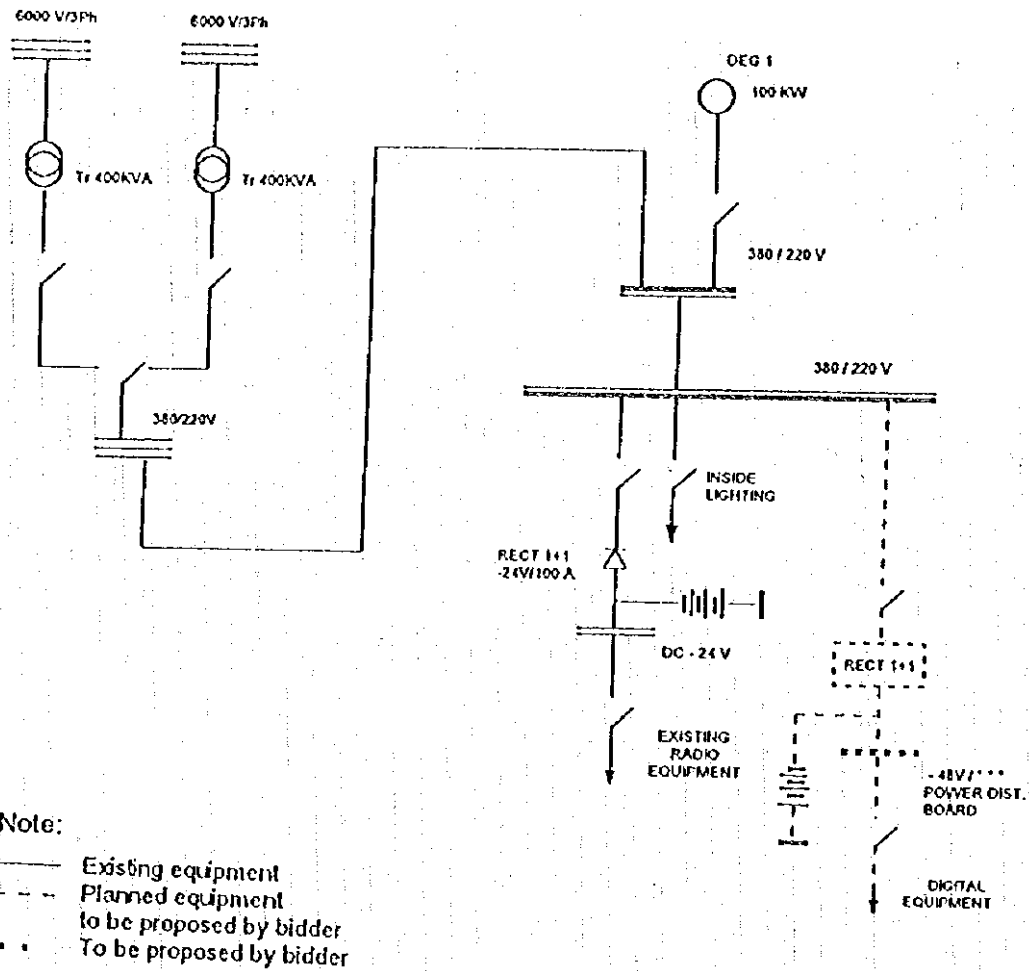 6000 V/3Ph
6000 V/3Ph
DEG 1
100 KW
Tr 400KVA
Tr 400KVA
380 / 220 V
380 / 220 V
380/220V
INSIDE
LIGHTING
RECT 1+1
-24V/100 A
DC - 24 V
RECT 1+1
EXISTING
RADIO
EQUIPMENT
- 48V / * * *
POWER DIST.
BOARD
DIGITAL
EQUIPMENT
Note:
Existing equipment
Planned equipment
to be proposed by bidder
To be proposed by bidder